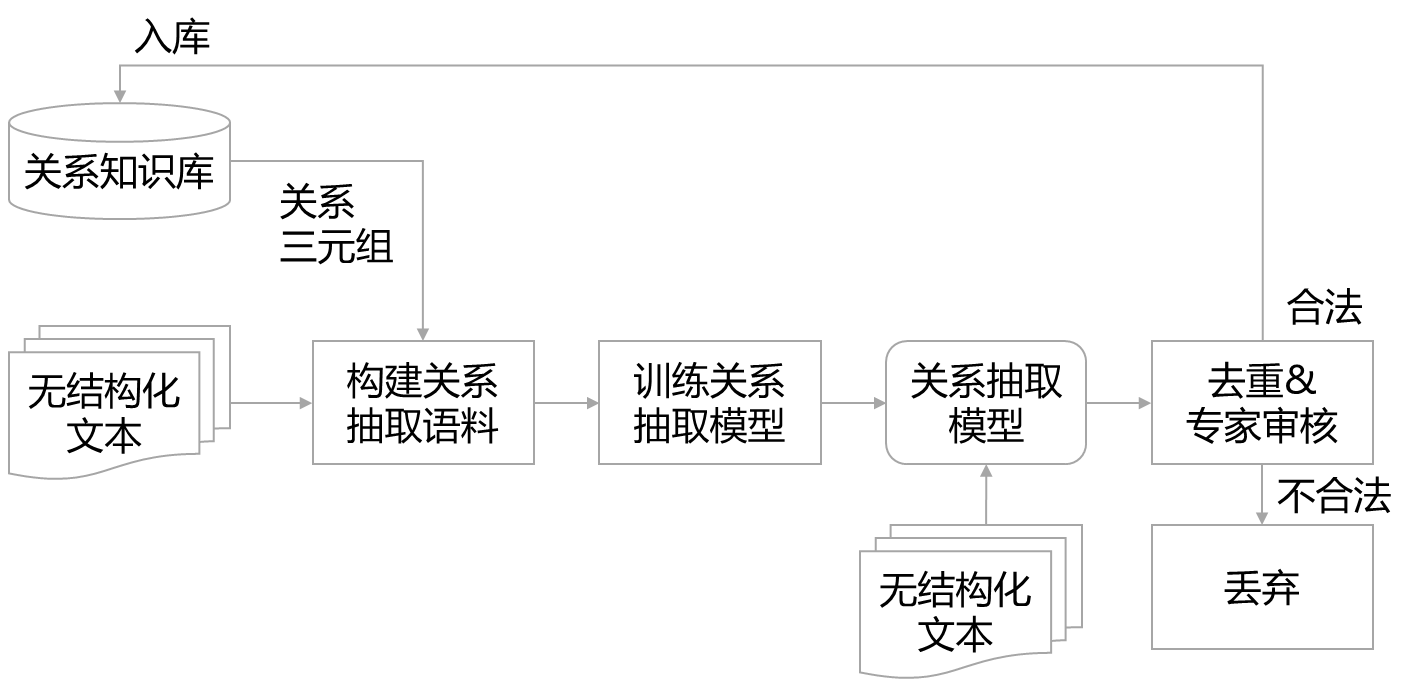 入库
关系知识库
关系
三元组
合法
无结构化
文本
构建关系
抽取语料
训练关系
抽取模型
关系抽取
模型
去重&
专家审核
不合法
无结构化
文本
丢弃